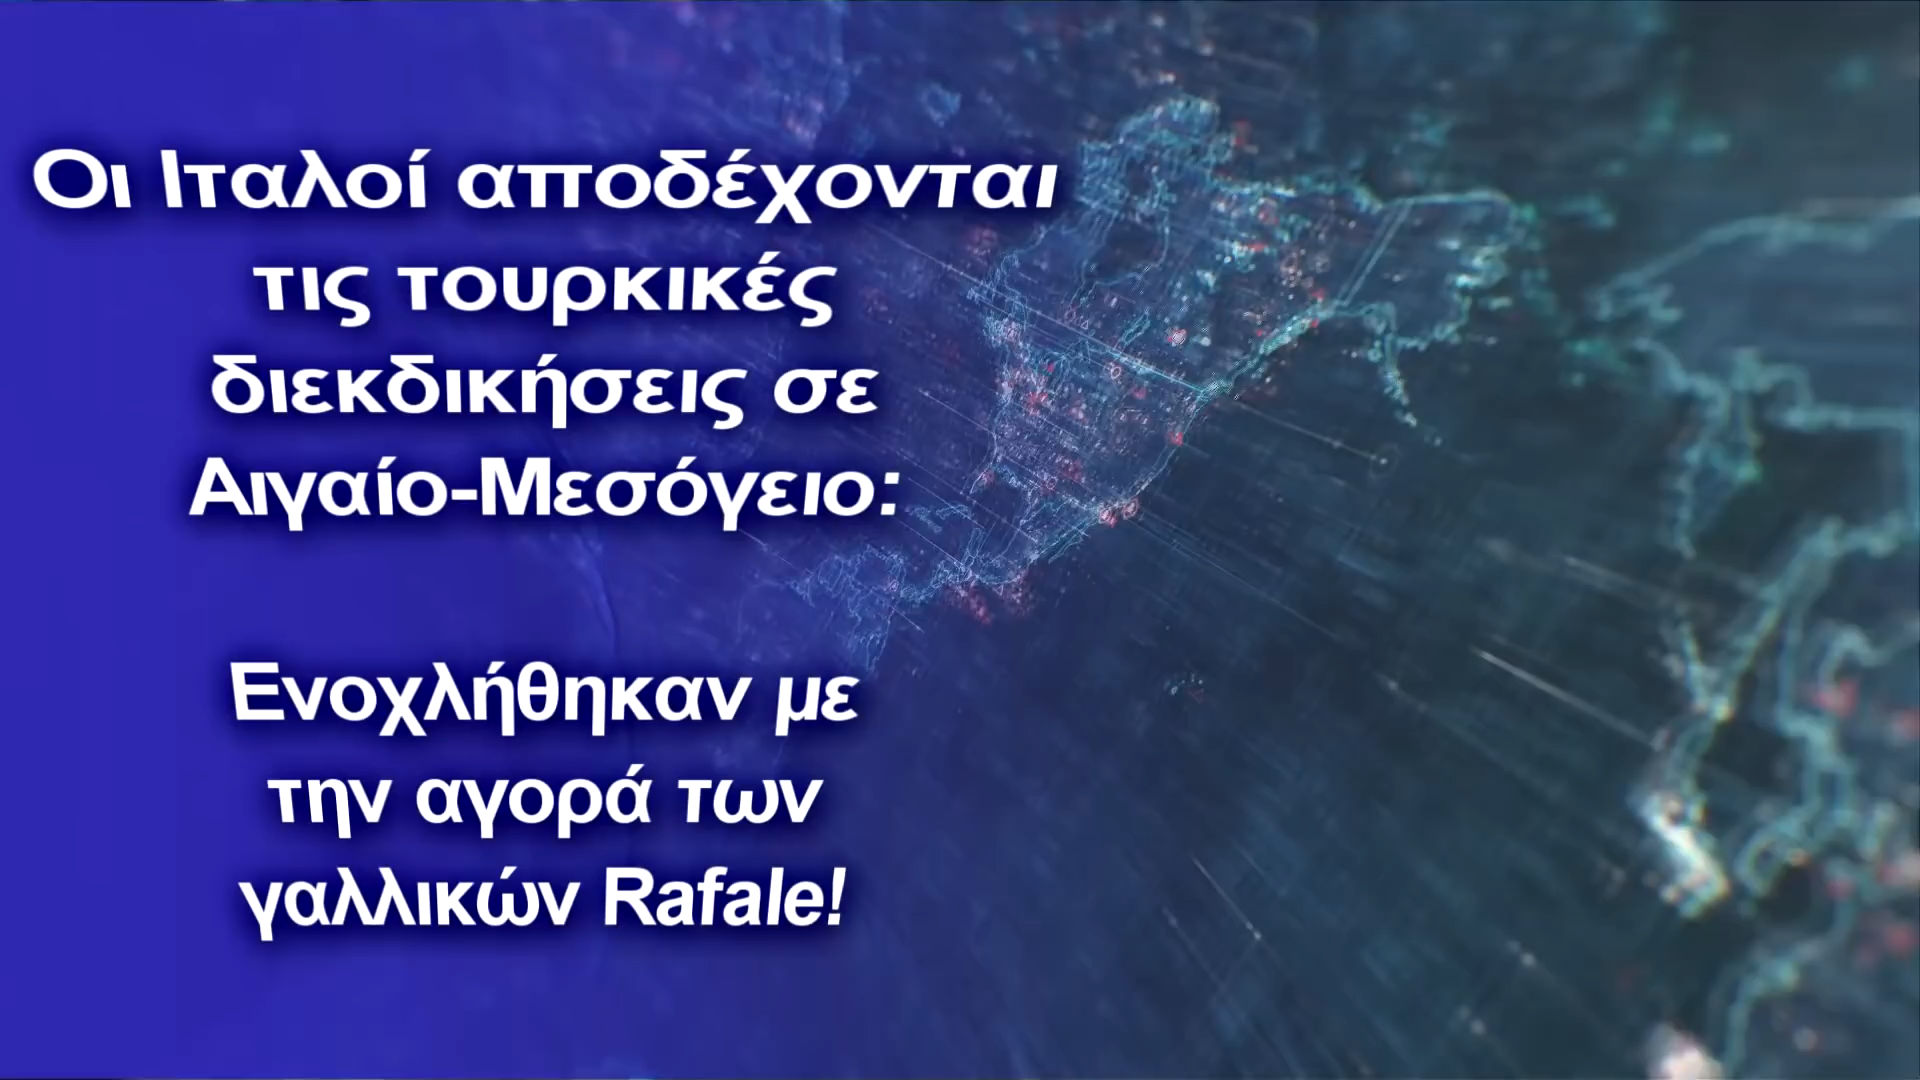 Οι Ιταλοί αποδέχονται
τις τουρκικές
διεκδικήσεις σε
Αιγαίο-Μεσόγειο:
Ενοχλήθηκαν με
την αγορά των
γαλλικών Rafale!